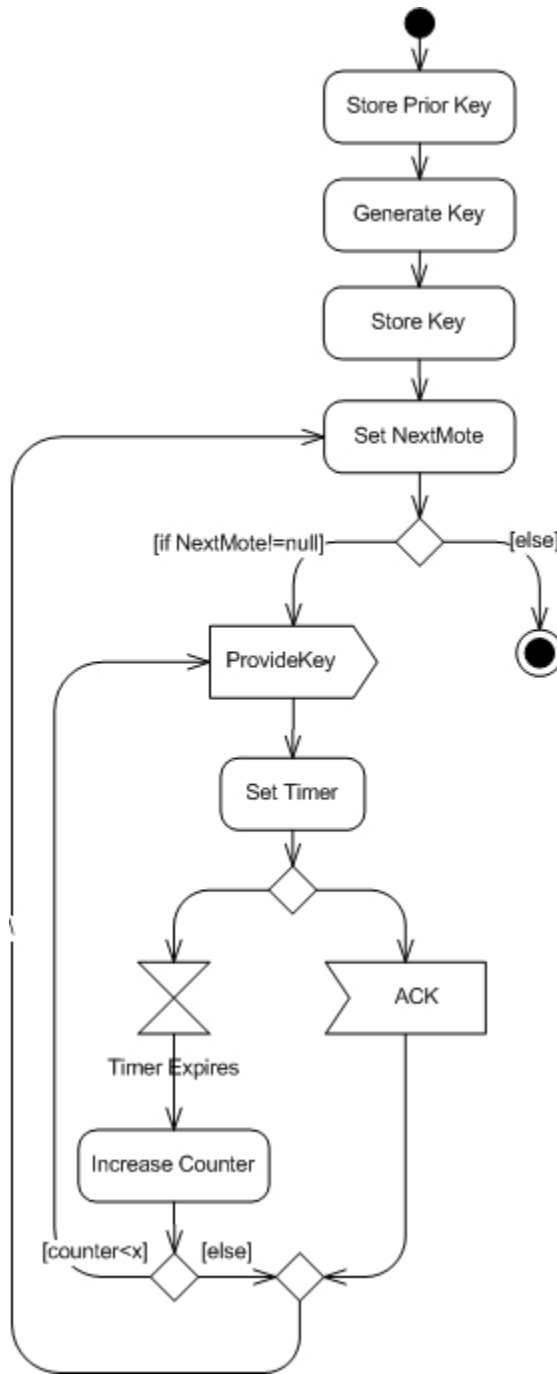 Store Prior Key
Generate Key
Store Key
Set NextMote
[if NextMote!=null]
[else]
ProvideKey
Set Timer
ACK
Timer Expires
Increase Counter
[counter<x]
[else]